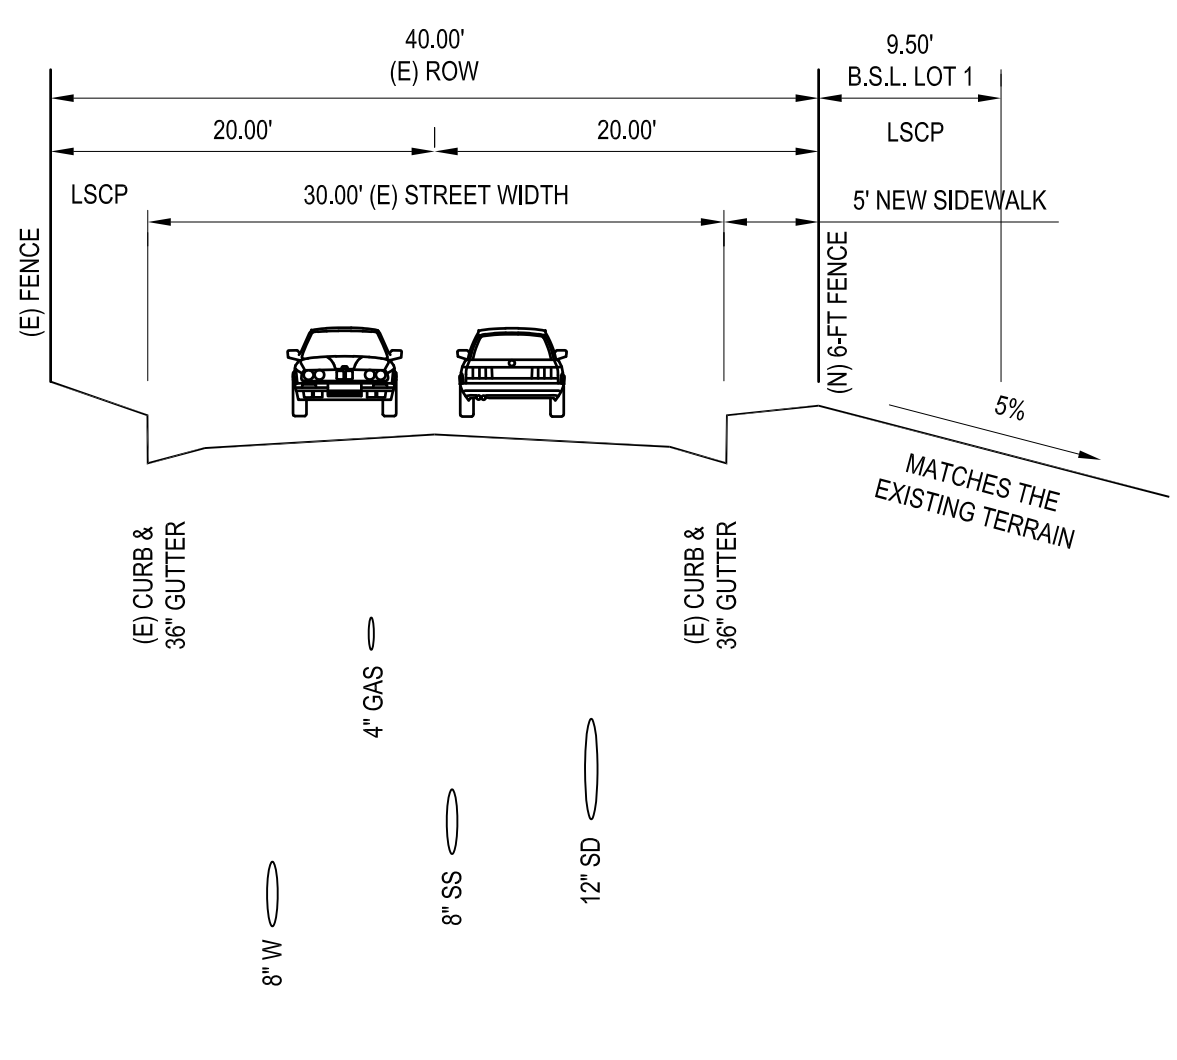 40.00'
(E) ROW
9.50'
B.S.L. LOT 1
20.00'
20.00'
LSCP
LSCP
30.00' (E) STREET WIDTH
5' NEW SIDEWALK
(E) FENCE
(N) 6-FT FENCE
5%
MATCHES THE
EXISTING TERRAIN
(E) CURB &
36" GUTTER
(E) CURB &
36" GUTTER
4" GAS
12" SD
8" SS
8" W